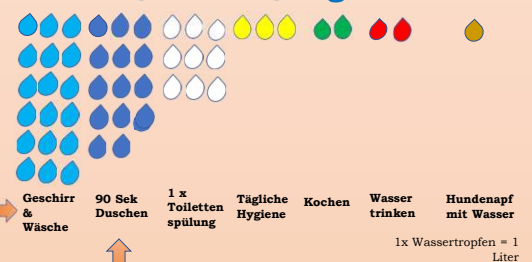 Geschirr
&
Wäsche
90 Sek
Duschen
1 x
Toiletten
spülung
Tägliche
Hygiene
Kochen
Wasser
trinken
Hundenapf
mit Wasser
1x Wassertropfen = 1
Liter